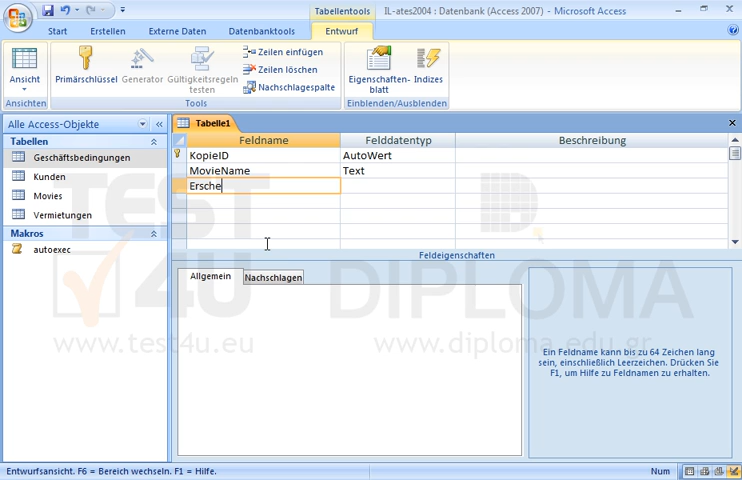 Tabellentools
IL-ates2004 : Datenbank (Access 2007) - Microsoft Access
Start
Erstellen
Externe Daten
Datenbanktools
Entwurf
Ansicht
Ansichten
Primärschlüssel
Generator
Gültigkeitsregeln
testen
Zeilen einfügen
Zeilen löschen
Nachschlagespalte
Tools
Eigenschaften-
blatt
Indizes
Einblenden/Ausblenden
Alle Access-Objekte
Tabellen
Geschäftsbedingungen
Kunden
Movies
Vermietungen
Makros
autoexec
Tabelle1
Feldname
Felddatentyp
Beschreibung
KopieID
AutoWert
MovieName
Text
Ersche
Feldeigenschaften
Allgemein
Nachschlagen
Ein Feldname kann bis zu 64 Zeichen lang
sein, einschließlich Leerzeichen. Drücken Sie
F1, um Hilfe zu Feldnamen zu erhalten.
TEST
4U
www.test4u.eu
DIPLOMA
www.diploma.edu.gr
Entwurfsansicht. F6 = Bereich wechseln. F1 = Hilfe.
Num